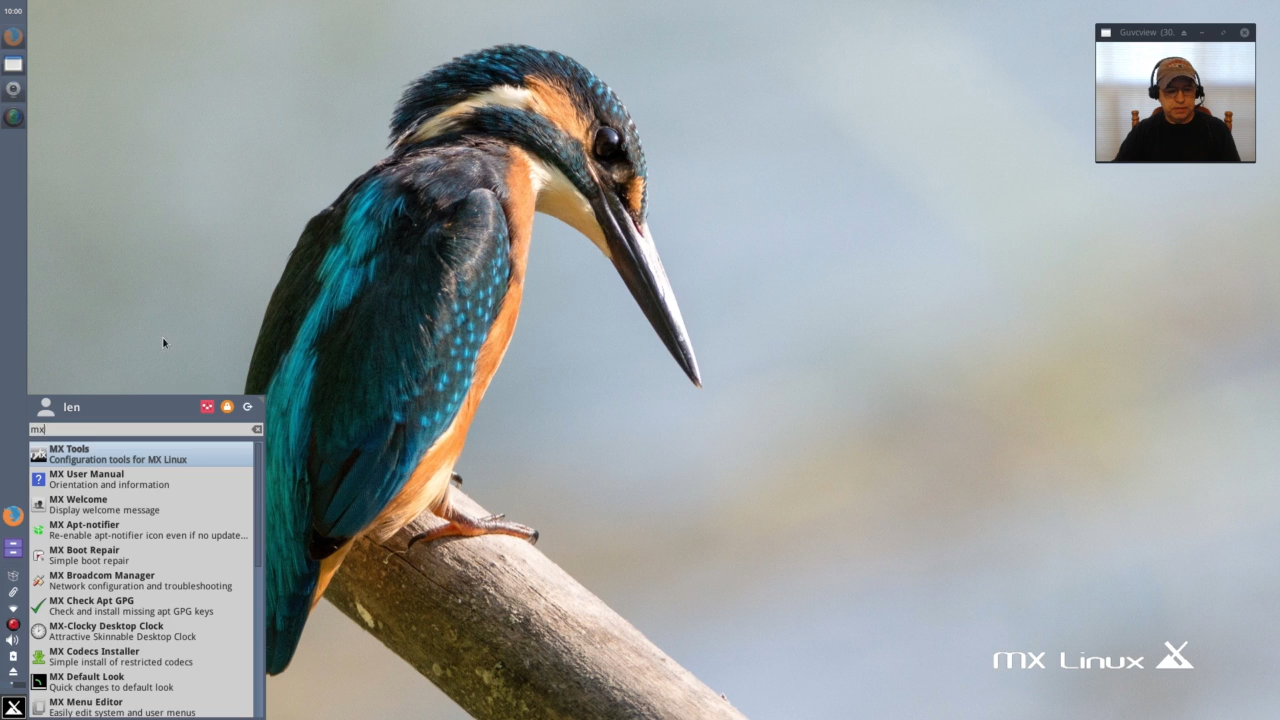 10:00
Guvcview (30.
len
mx
MX Tools
Configuration tools for MX Linux
MX User Manual
Orientation and information
MX Welcome
Display welcome message
MX Apt-notifier
Re-enable apt-notifier icon even if no update...
MX Boot Repair
Simple boot repair
MX Broadcom Manager
Network configuration and troubleshooting
MX Check Apt GPG
Check and install missing apt GPG keys
MX-Clocky Desktop Clock
Attractive Skinnable Desktop Clock
MX Codecs Installer
Simple install of restricted codecs
MX Default Look
Quick changes to default look
MX Menu Editor
Easily edit system and user menus
MX Linux